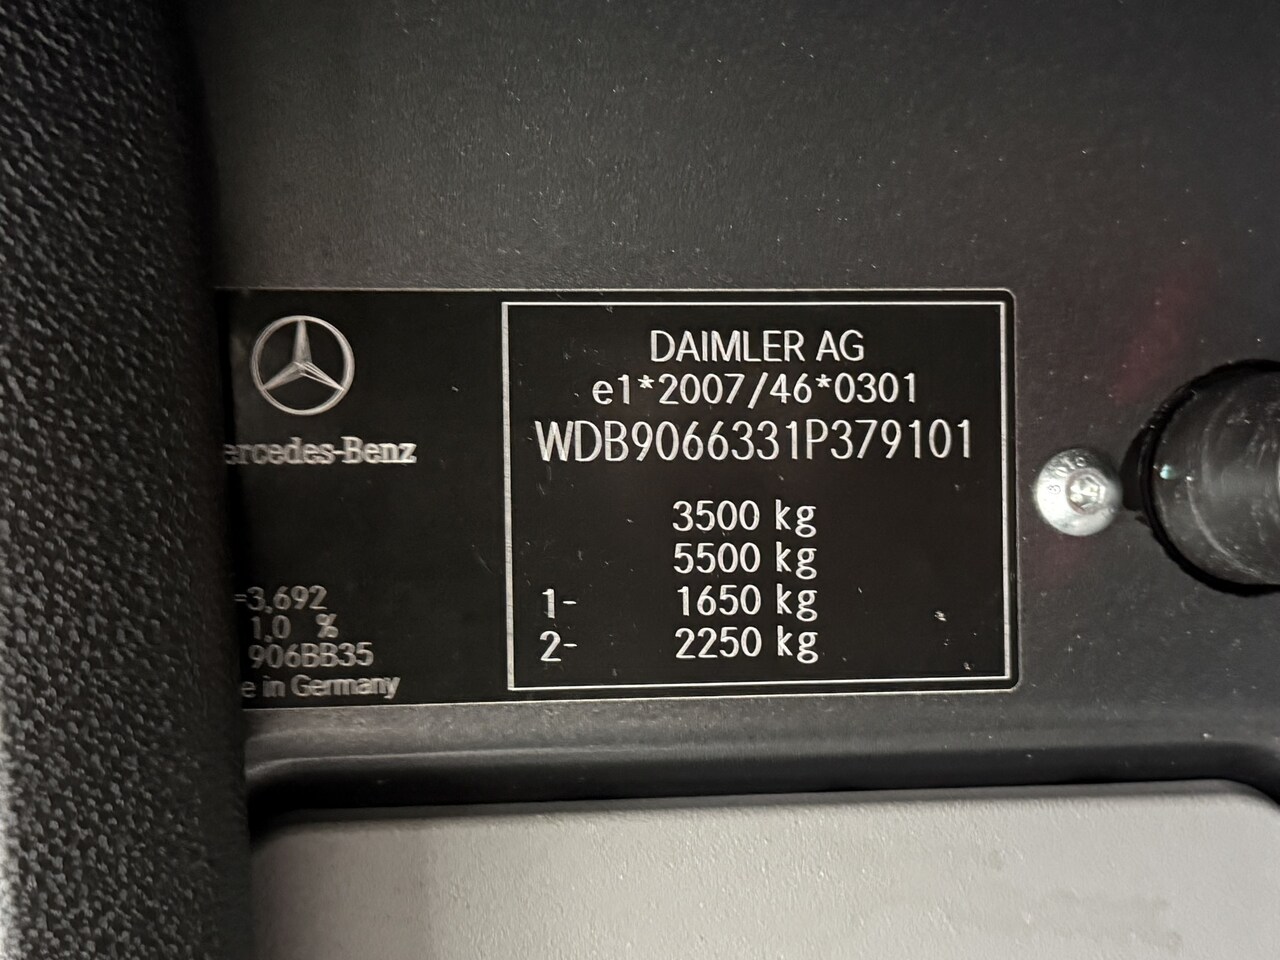 DAIMLER AG
e1*2007/46*0301
WDB9066331P379101
3500 kg
5500 kg
1- 1650 kg
2- 2250 kg
ercedes-Benz
=3,692
1,0 %
906BB35
e in Germany